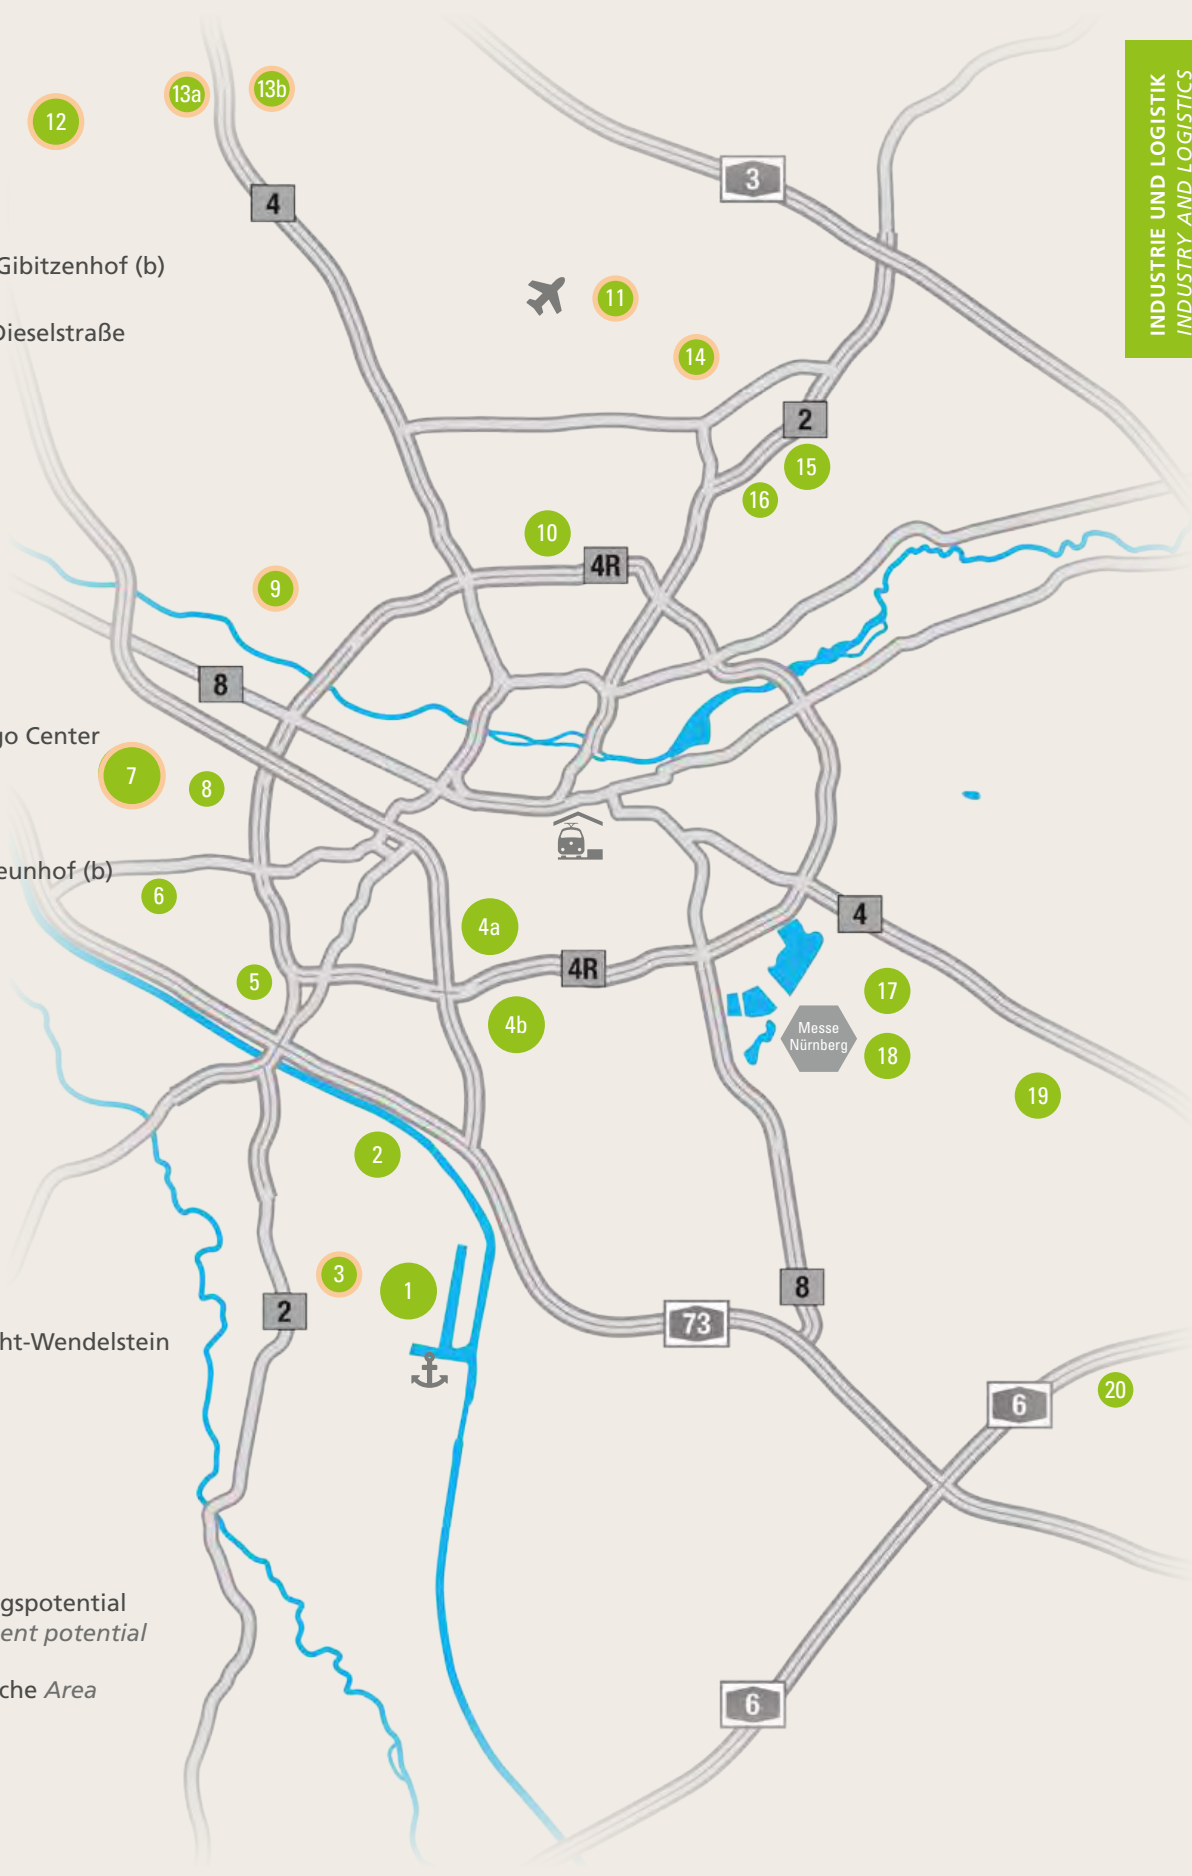 INDUSTRIE UND LOGISTIK
INDUSTRY AND LOGISTICS
13b
13a
12
3
4
Gibitzenhof (b)
11
Dieselstraße
14
2
15
16
10
4R
9
8
go Center
7
8
eunhof (b)
6
4
4a
4R
5
17
4b
Messe
Nürnberg
18
19
2
3
8
1
2
73
ht-Wendelstein
20
6
gspotential
ent potential
che Area
6